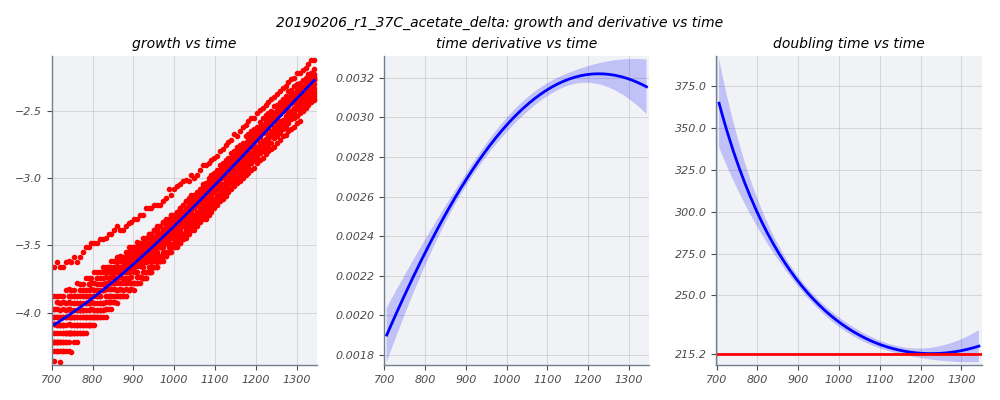 20190206_r1_37C_acetate_delta: growth and derivative vs time
growth vs time
time derivative vs time
doubling time vs time
−2.5
−3.0
−3.5
−4.0
700 800 900 1000 1100 1200 1300
0.0032
0.0030
0.0028
0.0026
0.0024
0.0022
0.0020
0.0018
700 800 900 1000 1100 1200 1300
375.0
350.0
325.0
300.0
275.0
250.0
215.2
700 800 900 1000 1100 1200 1300